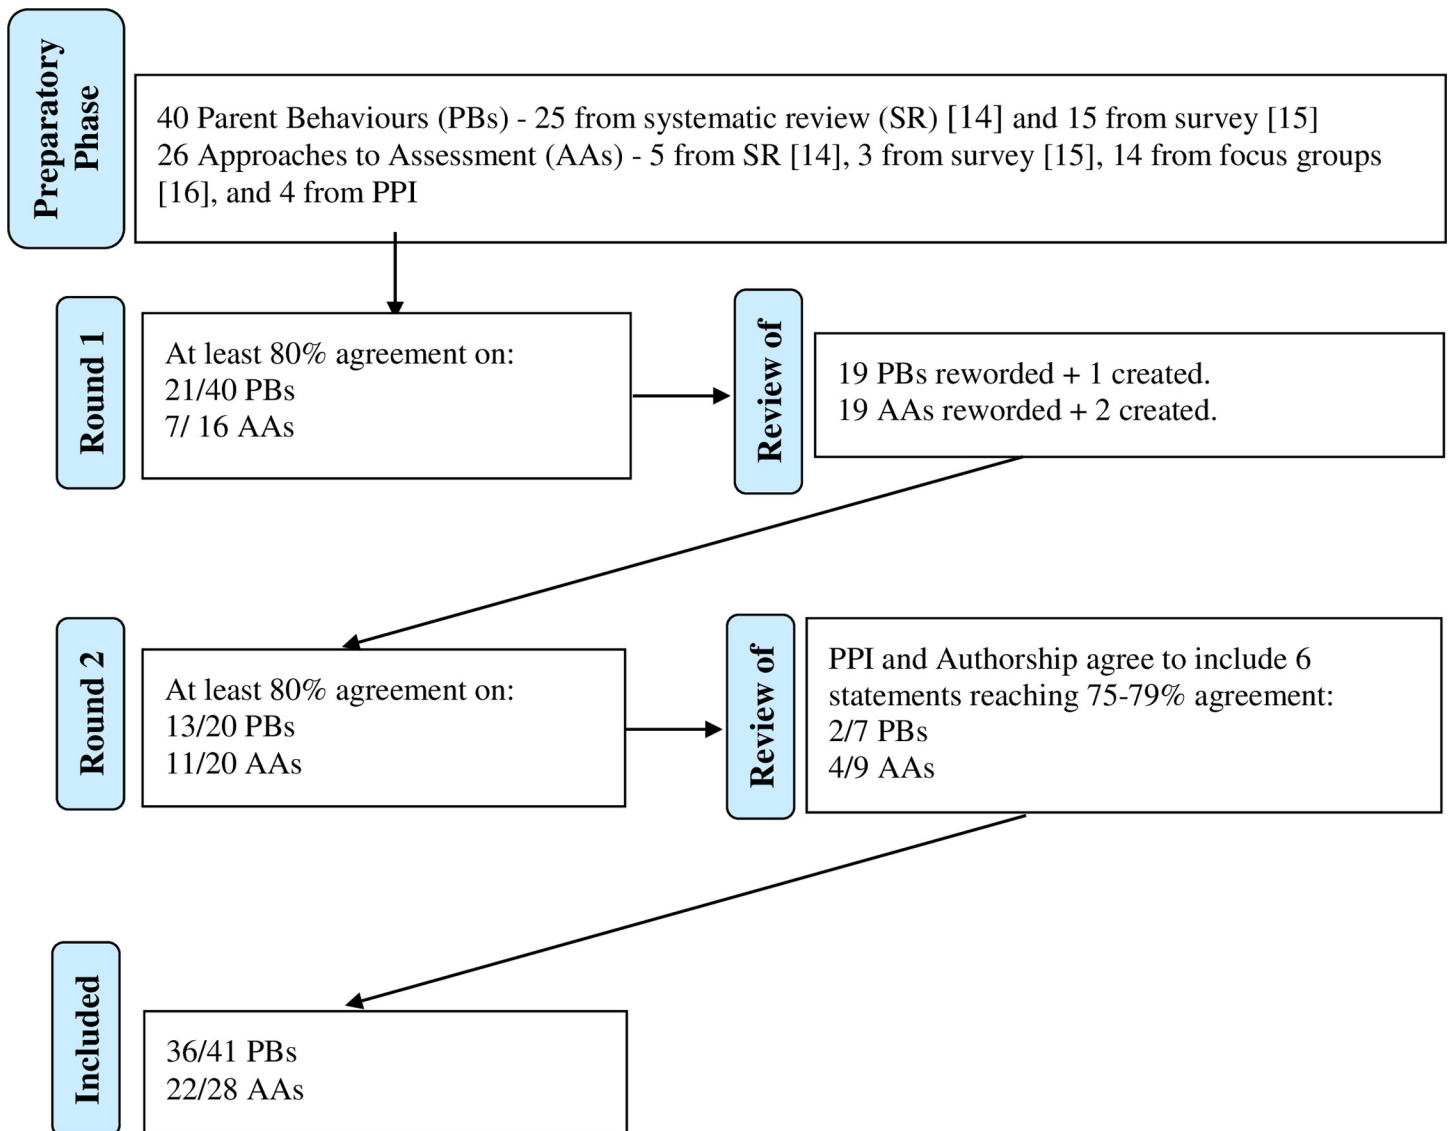 Preparatory
Phase
40 Parent Behaviours (PBs) - 25 from systematic review (SR) [14] and 15 from survey [15]
26 Approaches to Assessment (AAs) - 5 from SR [14], 3 from survey [15], 14 from focus groups
[16], and 4 from PPI
Round 1
At least 80% agreement on:
21/40 PBs
7/ 16 AAs
Review of
19 PBs reworded + 1 created.
19 AAs reworded + 2 created.
Round 2
At least 80% agreement on:
13/20 PBs
11/20 AAs
Review of
PPI and Authorship agree to include 6
statements reaching 75-79% agreement:
2/7 PBs
4/9 AAs
Included
36/41 PBs
22/28 AAs